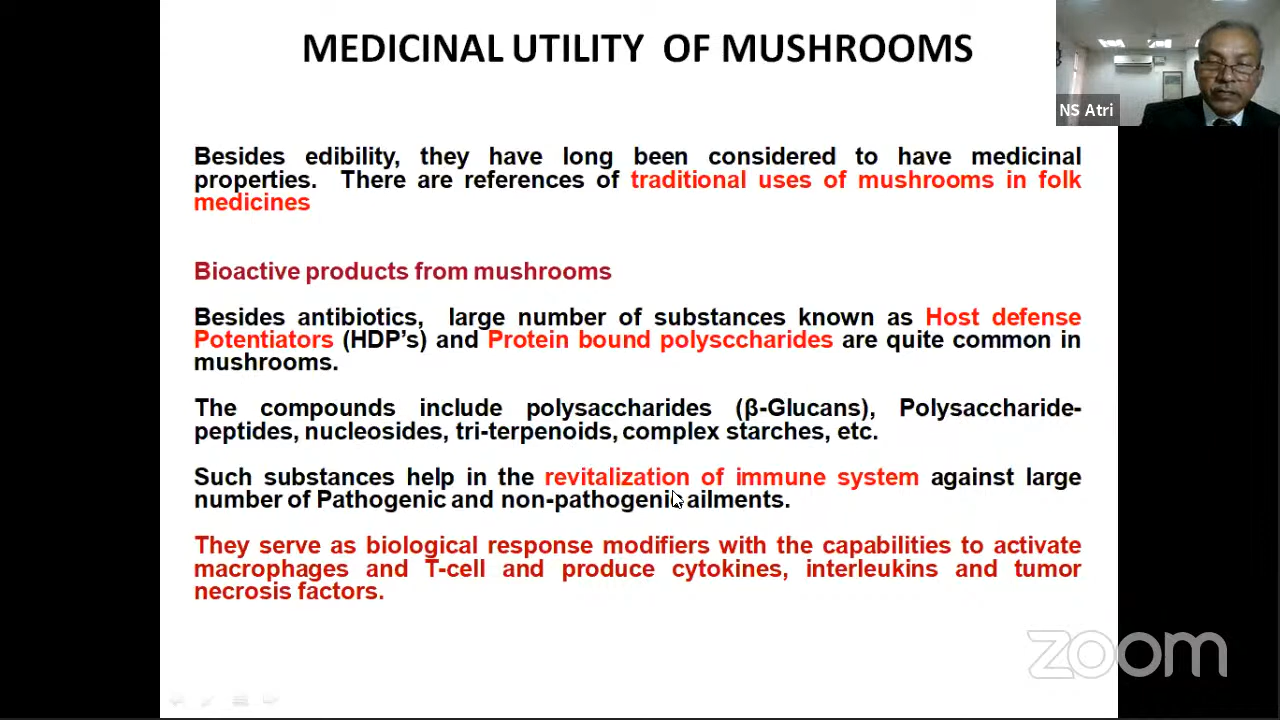 MEDICINAL UTILITY OF MUSHROOMS
NS Atri
Besides edibility, they have long been considered to have medicinal
properties. There are references of traditional uses of mushrooms in folk
medicines
Bioactive products from mushrooms
Besides antibiotics, large number of substances known as Host defense
Potentiators (HDP's) and Protein bound polysccharides are quite common in
mushrooms.
The compounds include polysaccharides (β-Glucans), Polysaccharide-
peptides, nucleosides, tri-terpenoids, complex starches, etc.
Such substances help in the revitalization of immune system against large
number of Pathogenic and non-pathogenic ailments.
They serve as biological response modifiers with the capabilities to activate
macrophages and T-cell and produce cytokines, interleukins and tumor
necrosis factors.
zoom